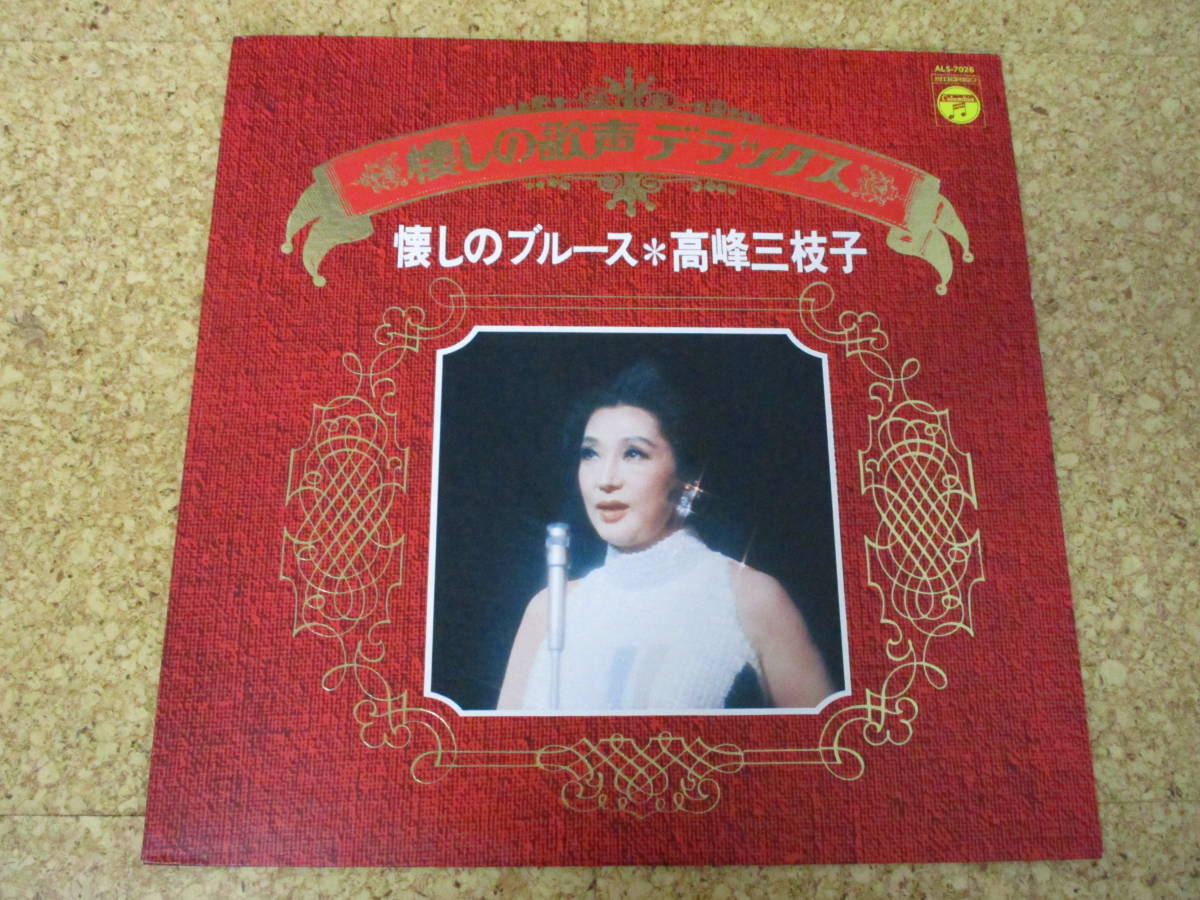 ALS-7026
Columbia
懐しの歌声デラックス
懐しのブルース*高峰三枝子